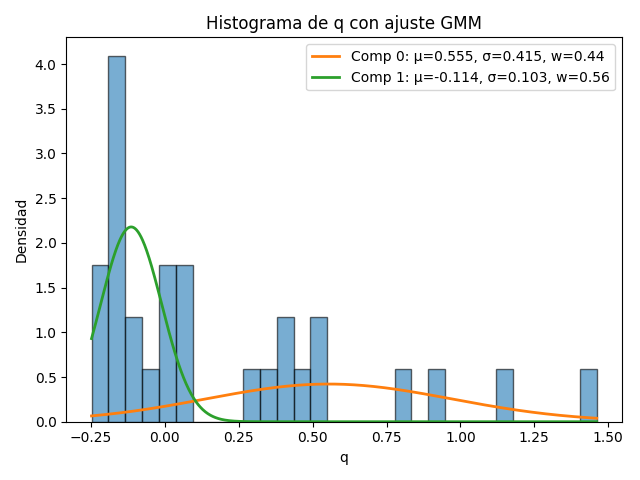 Histograma de q con ajuste GMM
Comp 0: μ=0.555, σ=0.415, w=0.44
Comp 1: μ=-0.114, σ=0.103, w=0.56
Densidad
4.0
3.5
3.0
2.5
2.0
1.5
1.0
0.5
0.0
−0.25 0.00 0.25 0.50 0.75 1.00 1.25 1.50
q